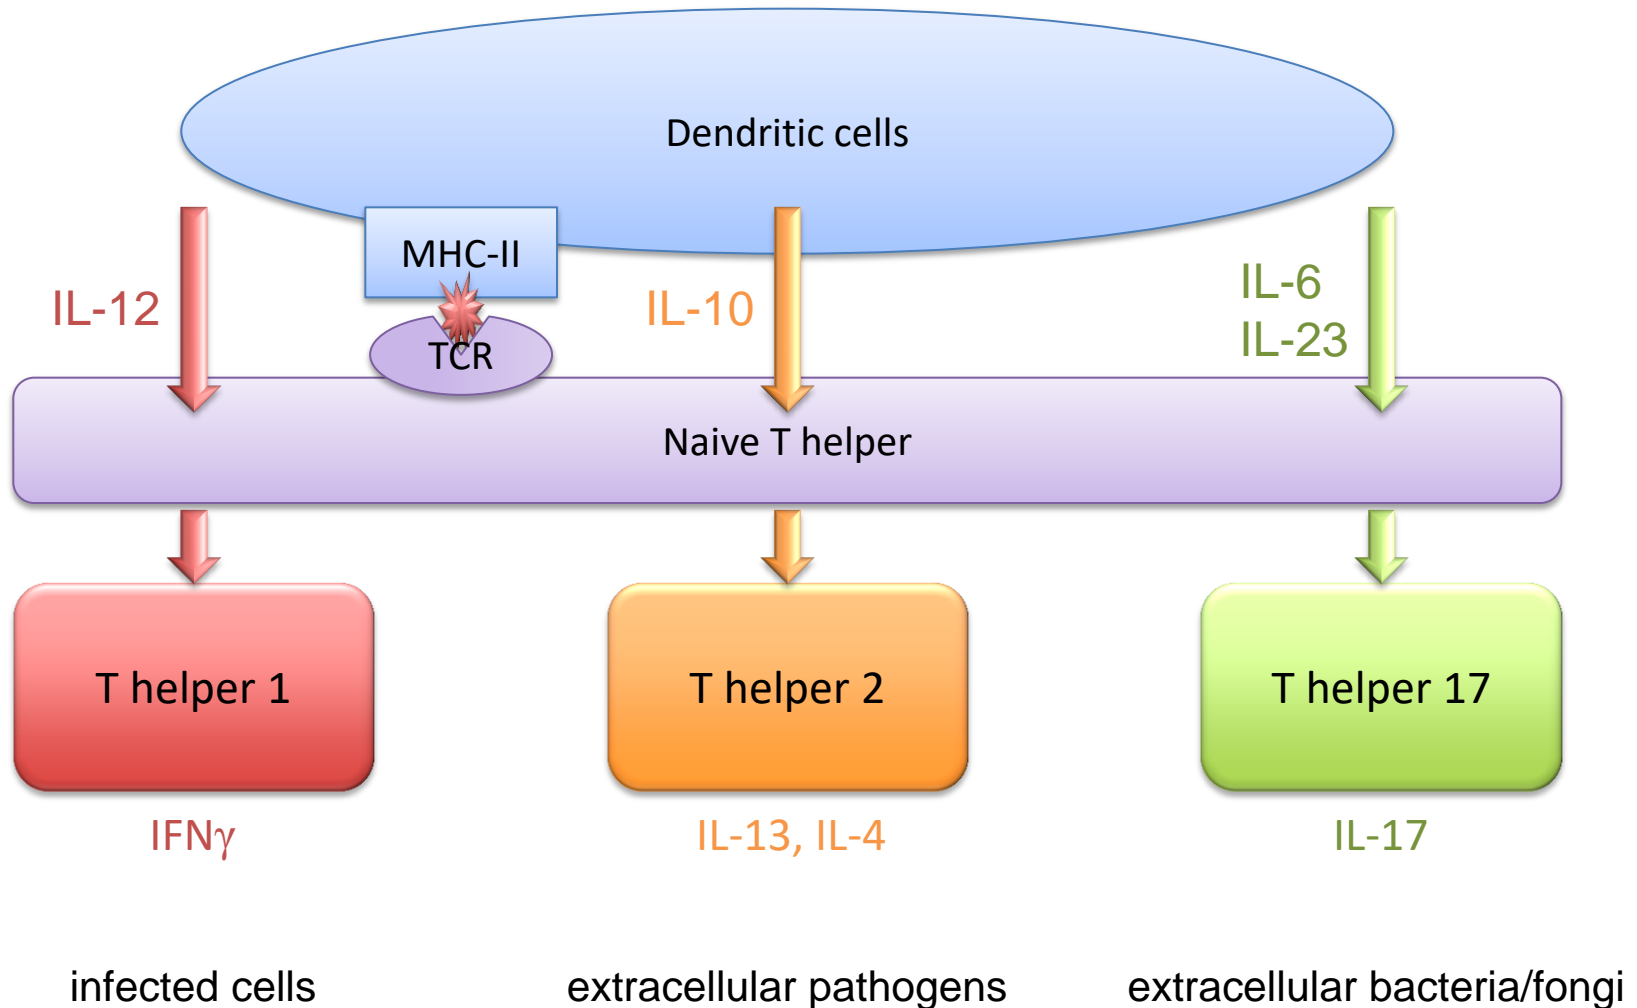 Dendritic cells
MHC-II
IL-12
IL-10
IL-6
IL-23
TCR
Naive T helper
T helper 1
T helper 2
T helper 17
IFNγ
IL-13, IL-4
IL-17
infected cells
extracellular pathogens
extracellular bacteria/fongi